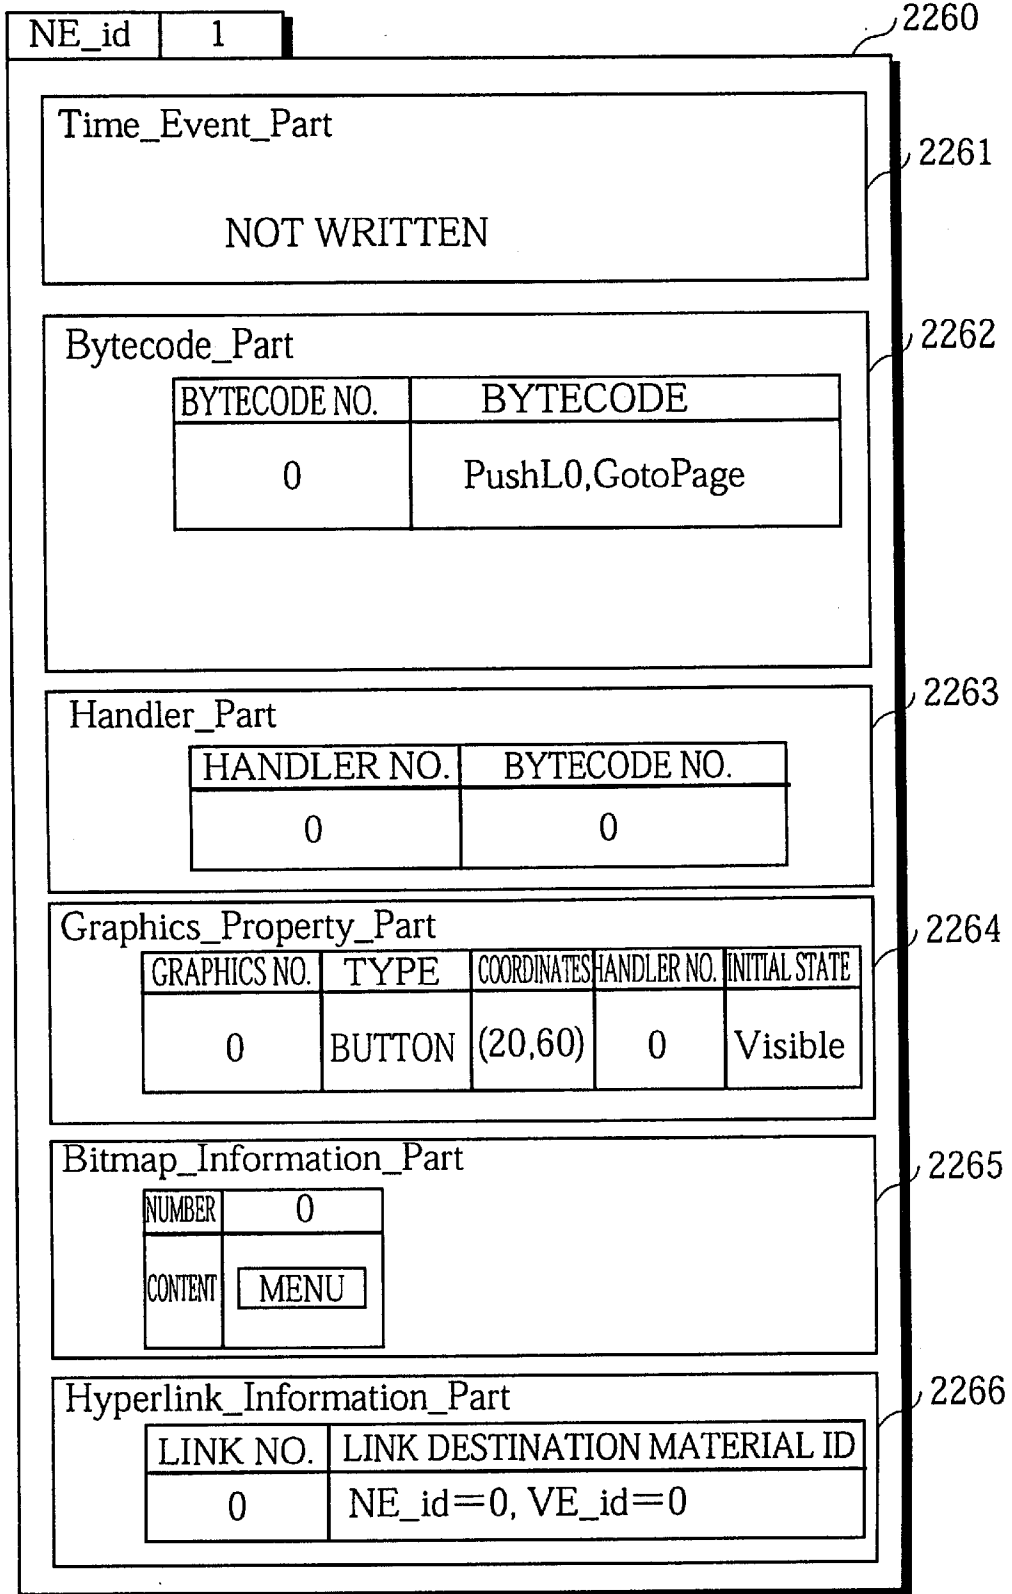 NE_id 1
2260
Time_Event_Part
2261
NOT WRITTEN
Bytecode_Part
2262
BYTECODE NO. BYTECODE
0 PushL0,GotoPage
Handler_Part
2263
HANDLER NO. BYTECODE NO.
0 0
Graphics_Property_Part
2264
GRAPHICS NO. TYPE COORDINATES HANDLER NO. INITIAL STATE
0 BUTTON (20,60) 0 Visible
Bitmap_Information_Part
2265
NUMBER 0
CONTENT MENU
Hyperlink_Information_Part
2266
LINK NO. LINK DESTINATION MATERIAL ID
0 NE_id=0, VE_id=0